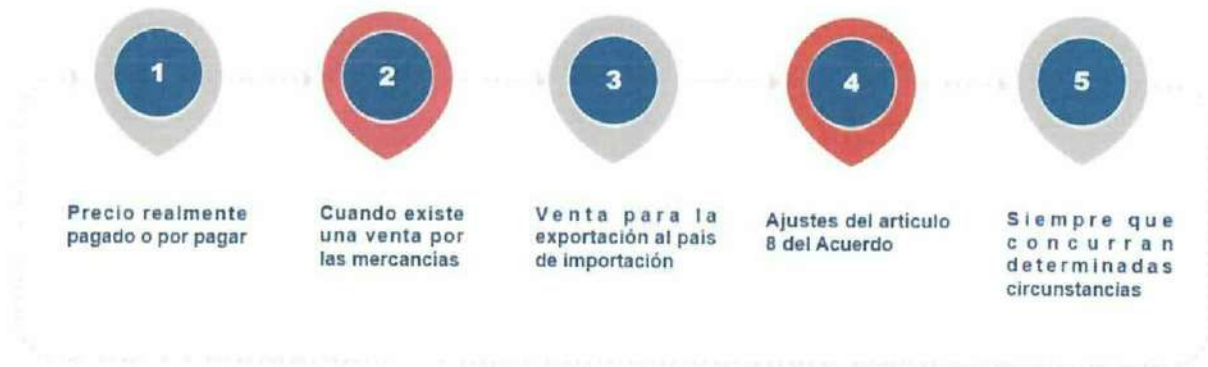 1
Precio realmente
pagado o por pagar
2
Cuando existe
una venta por
las mercancias
3
Venta para la
exportación al país
de importación
4
Ajustes del articulo
8 del Acuerdo
5
Siempre que
concurran
determinadas
circunstancias